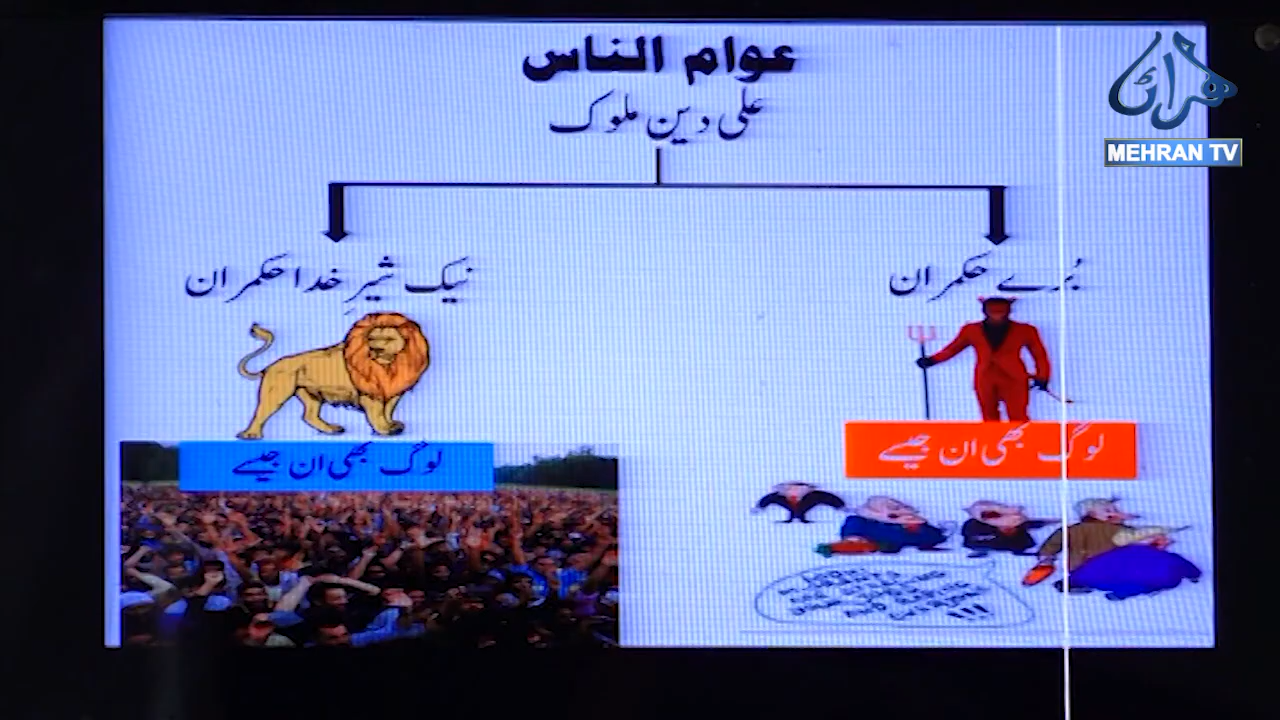 عوام الناس
علی دین ملوک
مہران
MEHRAN TV
بُرے حکمران
نیک شیرِ خدا حکمران
لوگ بھی ان جیسے
لوگ بھی ان جیسے